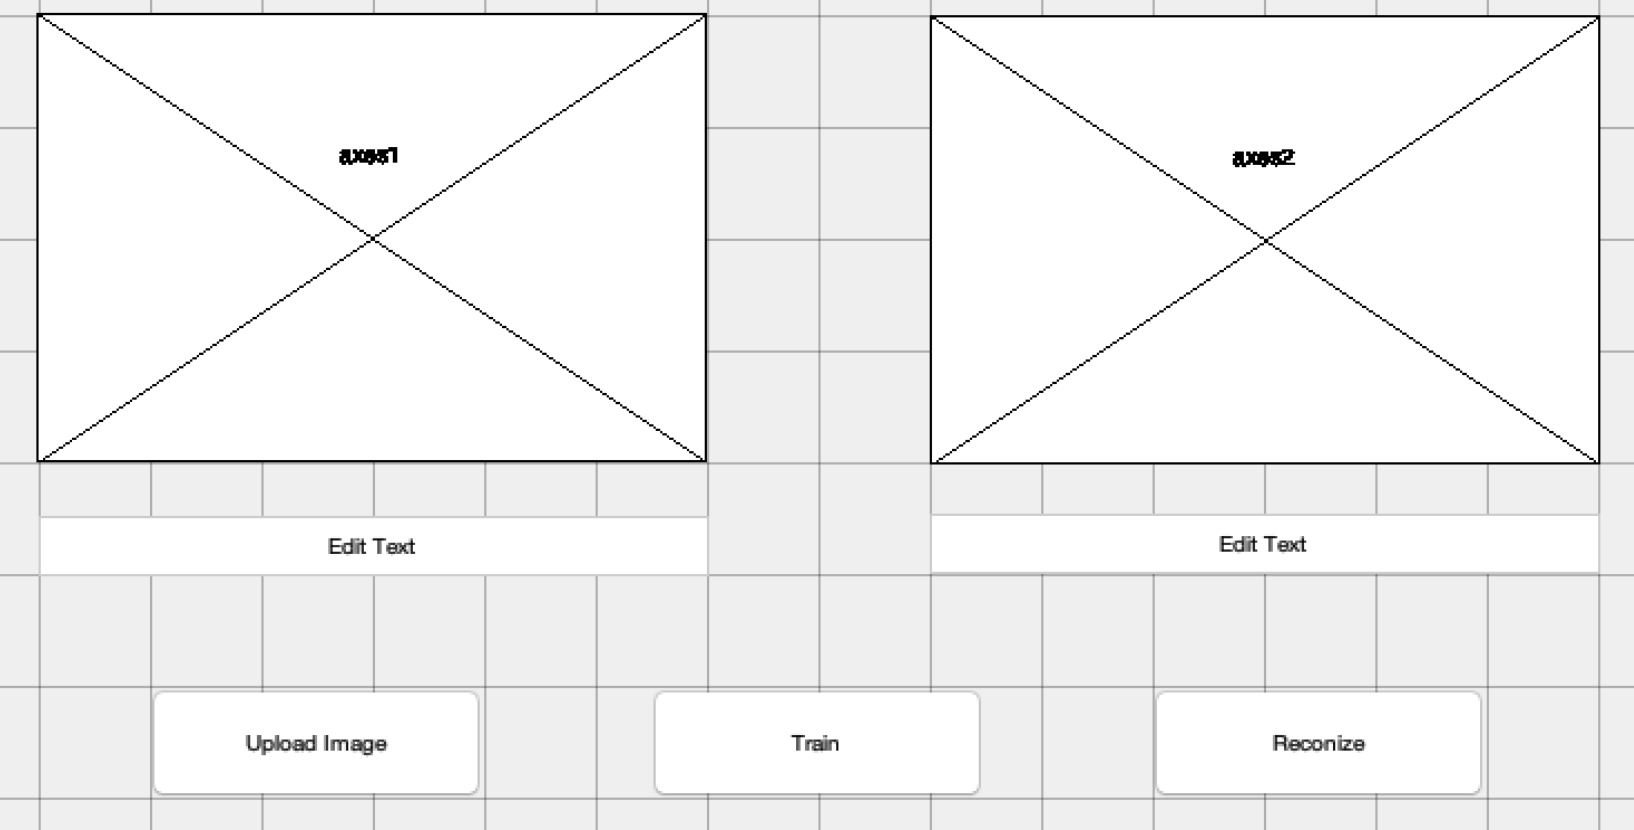 axes1
axes2
Edit Text
Edit Text
Upload Image
Train
Reconize